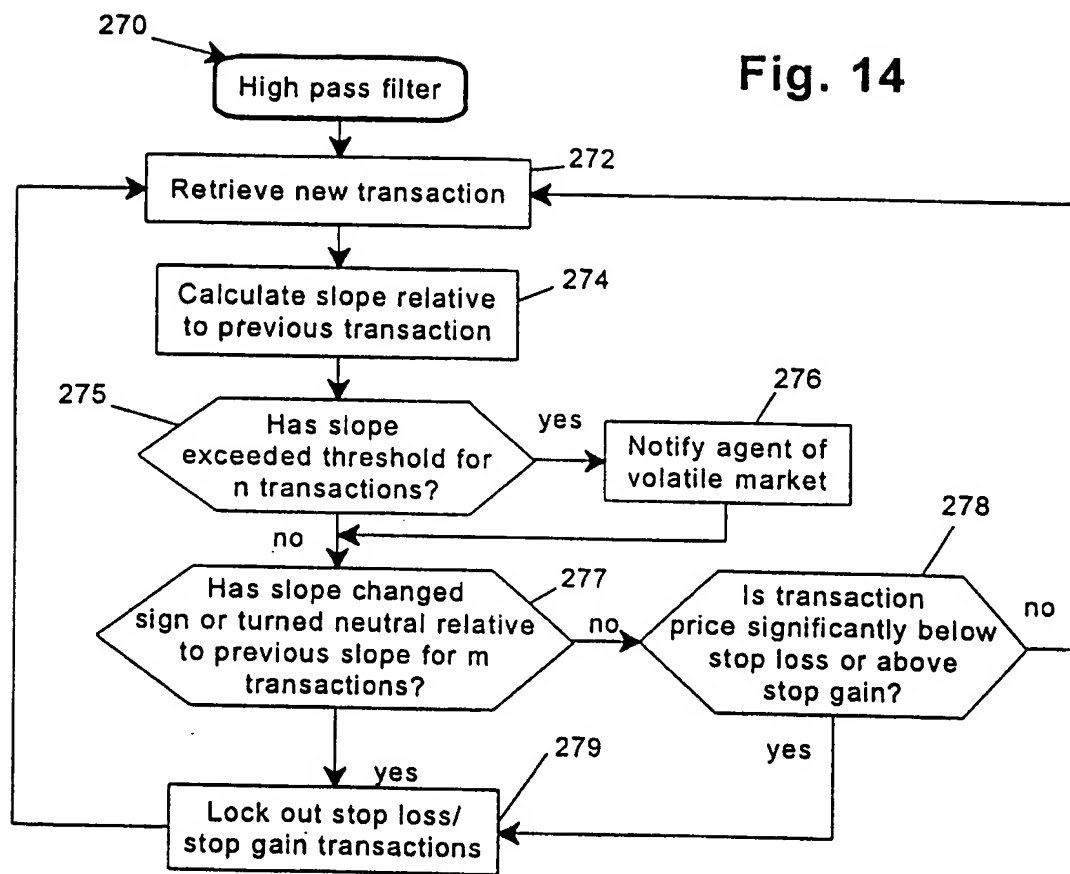 270
High pass filter
Fig. 14
272
Retrieve new transaction
274
Calculate slope relative
to previous transaction
275
Has slope
exceeded threshold for
n transactions?
yes
276
Notify agent of
volatile market
no
277
Has slope changed
sign or turned neutral relative
to previous slope for m
transactions?
no
278
Is transaction
price significantly below
stop loss or above
stop gain?
no
yes
yes
279
Lock out stop loss/
stop gain transactions